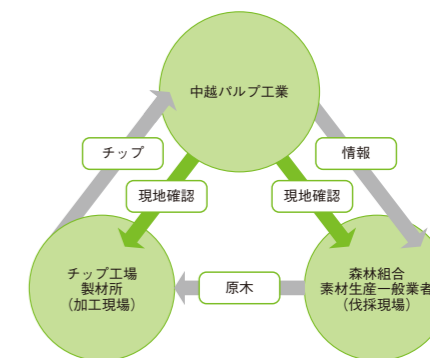 中越パルプ工業
チップ
情報
現地確認
現地確認
チップ工場
製材所
（加工現場）
原木
森林組合
素材生産一般業者
（伐採現場）